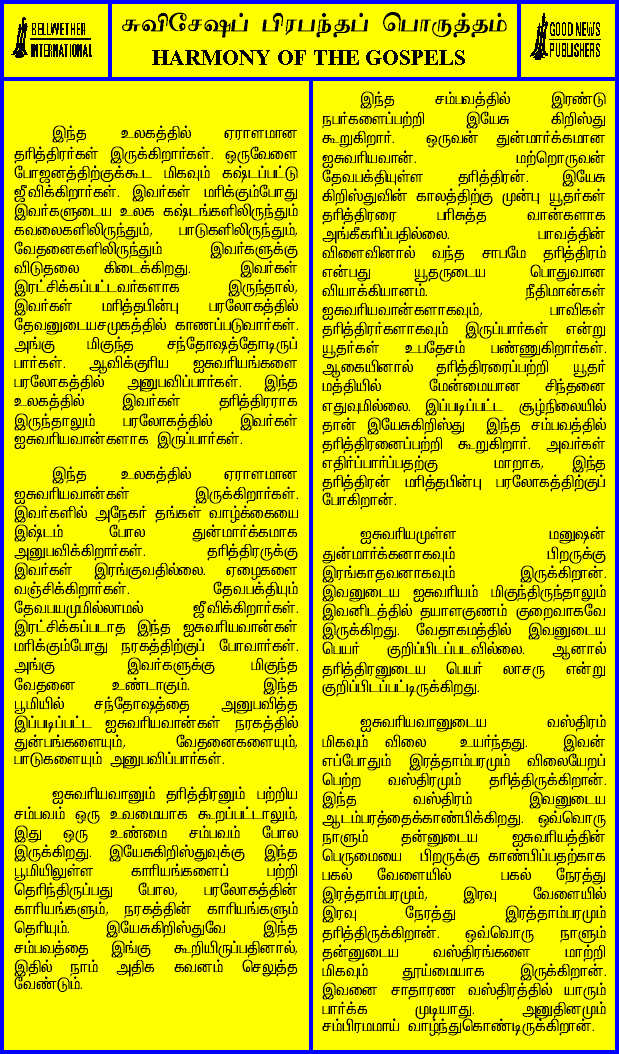 BELLWETHER
INTERNATIONAL
சுவிசேஷப் பிரபந்தப் பொருத்தம்
HARMONY OF THE GOSPELS
GOOD NEWS
PUBLISHERS
இந்த உலகத்தில் ஏராளமான
தரித்திரர்கள் இருக்கிறார்கள். ஒருவேளை
போஜனத்திற்குக்கூட மிகவும் கஷ்டப்பட்டு
ஜீவிக்கிறார்கள். இவர்கள் மரிக்கும்போது
இவர்களுடைய உலக கஷ்டங்களிலிருந்தும்
கவலைகளிலிருந்தும், பாடுகளிலிருந்தும்,
வேதனைகளிலிருந்தும் இவர்களுக்கு
விடுதலை கிடைக்கிறது. இவர்கள்
இரட்சிக்கப்பட்டவர்களாக இருந்தால்,
இவர்கள் மரித்தபின்பு பரலோகத்தில்
தேவனுடையசமுகத்தில் காணப்படுவார்கள்.
அங்கு மிகுந்த சந்தோஷத்தோடிருப்
பார்கள். ஆவிக்குரிய ஐசுவரியங்களை
பரலோகத்தில் அனுபவிப்பார்கள். இந்த
உலகத்தில் இவர்கள் தரித்திரராக
இருந்தாலும் பரலோகத்தில் இவர்கள்
ஐசுவரியவான்களாக இருப்பார்கள்.
இந்த உலகத்தில் ஏராளமான
ஐசுவரியவான்கள் இருக்கிறார்கள்.
இவர்களில் அநேகர் தங்கள் வாழ்க்கையை
இஷ்டம் போல துன்மார்க்கமாக
அனுபவிக்கிறார்கள். தரித்திரருக்கு
இவர்கள் இரங்குவதில்லை. ஏழைகளை
வஞ்சிக்கிறார்கள். தேவபக்தியும்
தேவபயமுமில்லாமல் ஜீவிக்கிறார்கள்.
இரட்சிக்கப்படாத இந்த ஐசுவரியவான்கள்
மரிக்கும்போது நரகத்திற்குப் போவார்கள்.
அங்கு இவர்களுக்கு மிகுந்த
வேதனை உண்டாகும். இந்த
பூமியில் சந்தோஷத்தை அனுபவித்த
இப்படிப்பட்ட ஐசுவரியவான்கள் நரகத்தில்
துன்பங்களையும், வேதனைகளையும்,
பாடுகளையும் அனுபவிப்பார்கள்.
ஐசுவரியவானும் தரித்திரனும் பற்றிய
சம்பவம் ஒரு உவமையாக கூறப்பட்டாலும்,
இது ஒரு உண்மை சம்பவம் போல
இருக்கிறது. இயேசுகிறிஸ்துவுக்கு இந்த
பூமியிலுள்ள காரியங்களைப் பற்றி
தெரிந்திருப்பது போல, பரலோகத்தின்
காரியங்களும், நரகத்தின் காரியங்களும்
தெரியும். இயேசுகிறிஸ்துவே இந்த
சம்பவத்தை இங்கு கூறியிருப்பதினால்,
இதில் நாம் அதிக கவனம் செலுத்த
வேண்டும்.
இந்த சம்பவத்தில் இரண்டு
நபர்களைப்பற்றி இயேசு கிறிஸ்து
கூறுகிறார். ஒருவன் துன்மார்க்கமான
ஐசுவரியவான். மற்றொருவன்
தேவபக்தியுள்ள தரித்திரன். இயேசு
கிறிஸ்துவின் காலத்திற்கு முன்பு யூதர்கள்
தரித்திரரை பரிசுத்த வான்களாக
அங்கீகரிப்பதில்லை. பாவத்தின்
விளைவினால் வந்த சாபமே தரித்திரம்
என்பது யூதருடைய பொதுவான
வியாக்கியானம். நீதிமான்கள்
ஐசுவரியவான்களாகவும், பாவிகள்
தரித்திரர்களாகவும் இருப்பார்கள் என்று
யூதர்கள் உபதேசம் பண்ணுகிறார்கள்.
ஆகையினால் தரித்திரரைப்பற்றி யூதர்
மத்தியில் மேன்மையான சிந்தனை
எதுவுமில்லை. இப்படிப்பட்ட சூழ்நிலையில்
தான் இயேசுகிறிஸ்து இந்த சம்பவத்தில்
தரித்திரனைப்பற்றி கூறுகிறார். அவர்கள்
எதிர்ப்பார்ப்பதற்கு மாறாக, இந்த
தரித்திரன் மரித்தபின்பு பரலோகத்திற்குப்
போகிறான்.
ஐசுவரியமுள்ள மனுஷன்
துன்மார்க்கனாகவும் பிறருக்கு
இரங்காதவனாகவும் இருக்கிறான்.
இவனுடைய ஐசுவரியம் மிகுந்திருந்தாலும்
இவனிடத்தில் தயாளகுணம் குறைவாகவே
இருக்கிறது. வேதாகமத்தில் இவனுடைய
பெயர் குறிப்பிடப்படவில்லை. ஆனால்
தரித்திரனுடைய பெயர் லாசரு என்று
குறிப்பிடப்பட்டிருக்கிறது.
ஐசுவரியவானுடைய வஸ்திரம்
மிகவும் விலை உயர்ந்தது. இவன்
எப்போதும் இரத்தாம்பரமும் விலையேறப்
பெற்ற வஸ்திரமும் தரித்திருக்கிறான்.
இந்த வஸ்திரம் இவனுடைய
ஆடம்பரத்தைக்காண்பிக்கிறது. ஒவ்வொரு
நாளும் தன்னுடைய ஐசுவரியத்தின்
பெருமையை பிறருக்கு காண்பிப்பதற்காக
பகல் வேளையில் பகல் நேரத்து
இரத்தாம்பரமும், இரவு வேளையில்
இரவு நேரத்து இரத்தாம்பரமும்
தரித்திருக்கிறான். ஒவ்வொரு நாளும்
தன்னுடைய வஸ்திரங்களை மாற்றி
மிகவும் தூய்மையாக இருக்கிறான்.
இவனை சாதாரண வஸ்திரத்தில் யாரும்
பார்க்க முடியாது. அனுதினமும்
சம்பிரமமாய் வாழ்ந்துகொண்டிருக்கிறான்.